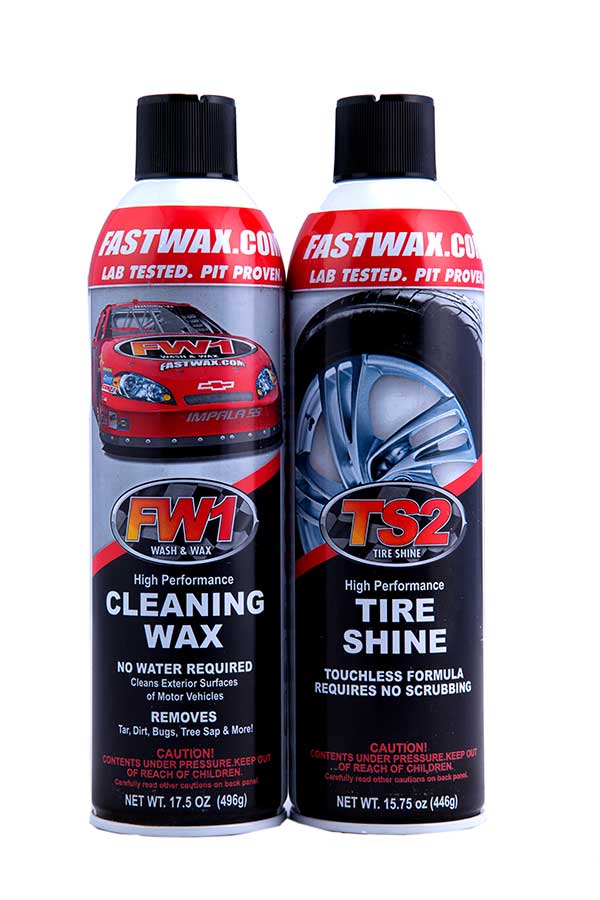 FASTWAX.COM
LAB TESTED. PIT PROVEN.
FW1
WASH & WAX
FASTWAX.COM
IMPALA SS
FW1
WASH & WAX
High Performance
CLEANING
WAX
NO WATER REQUIRED
Cleans Exterior Surfaces
of Motor Vehicles
REMOVES
Tar, Dirt, Bugs, Tree Sap & More!
CAUTION!
CONTENTS UNDER PRESSURE.KEEP OUT
OF REACH OF CHILDREN.
Carefully read other cautions on back panel.
NET WT. 17.5 OZ (496g)
FASTWAX.COM
LAB TESTED. PIT PROVEN.
TS2
TIRE SHINE
High Performance
TIRE
SHINE
TOUCHLESS FORMULA
REQUIRES NO SCRUBBING
CAUTION!
CONTENTS UNDER PRESSURE.KEEP OUT
OF REACH OF CHILDREN.
Carefully read other cautions on back panel.
NET WT. 15.75 OZ (446g)